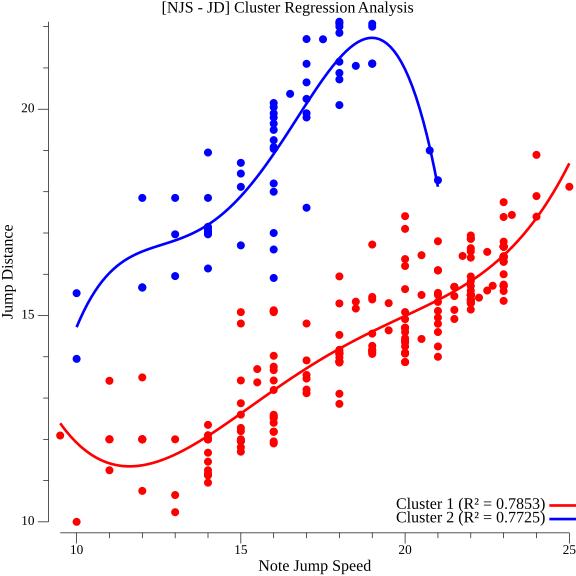 [NJS - JD] Cluster Regression Analysis
Jump Distance
20
15
10
Cluster 1 (R² = 0.7853)
Cluster 2 (R² = 0.7725)
10 15 20 25
Note Jump Speed